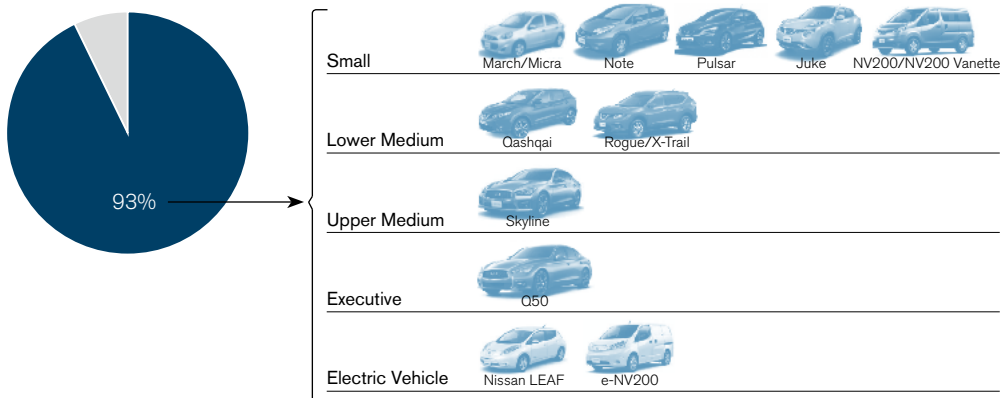 93%
Small
March/Micra Note Pulsar Juke NV200/NV200 Vanette
Lower Medium
Qashqai Rogue/X-Trail
Upper Medium
Skyline
Executive
Q50
Electric Vehicle
Nissan LEAF e-NV200